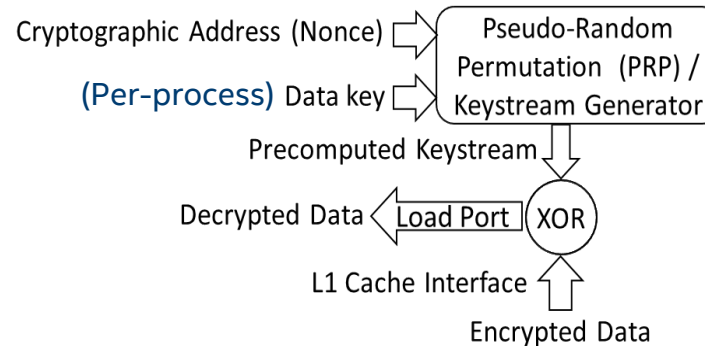 Cryptographic Address (Nonce)
(Per-process) Data key
Pseudo-Random
Permutation (PRP) /
Keystream Generator
Precomputed Keystream
Decrypted Data
Load Port
XOR
L1 Cache Interface
Encrypted Data